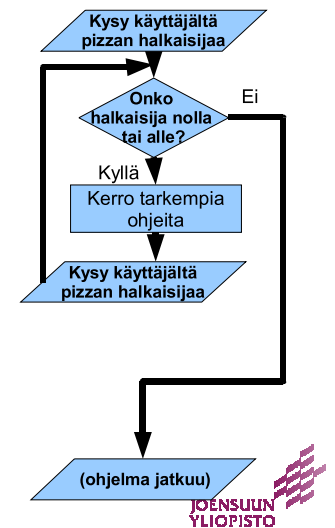 Kysy käyttäjältä
pizzan halkaisijaa
Onko
halkaisija nolla
tai alle?
Ei
Kyllä
Kerro tarkempia
ohjeita
Kysy käyttäjältä
pizzan halkaisijaa
(ohjelma jatkuu)
JOENSUUN
YLIOPISTO